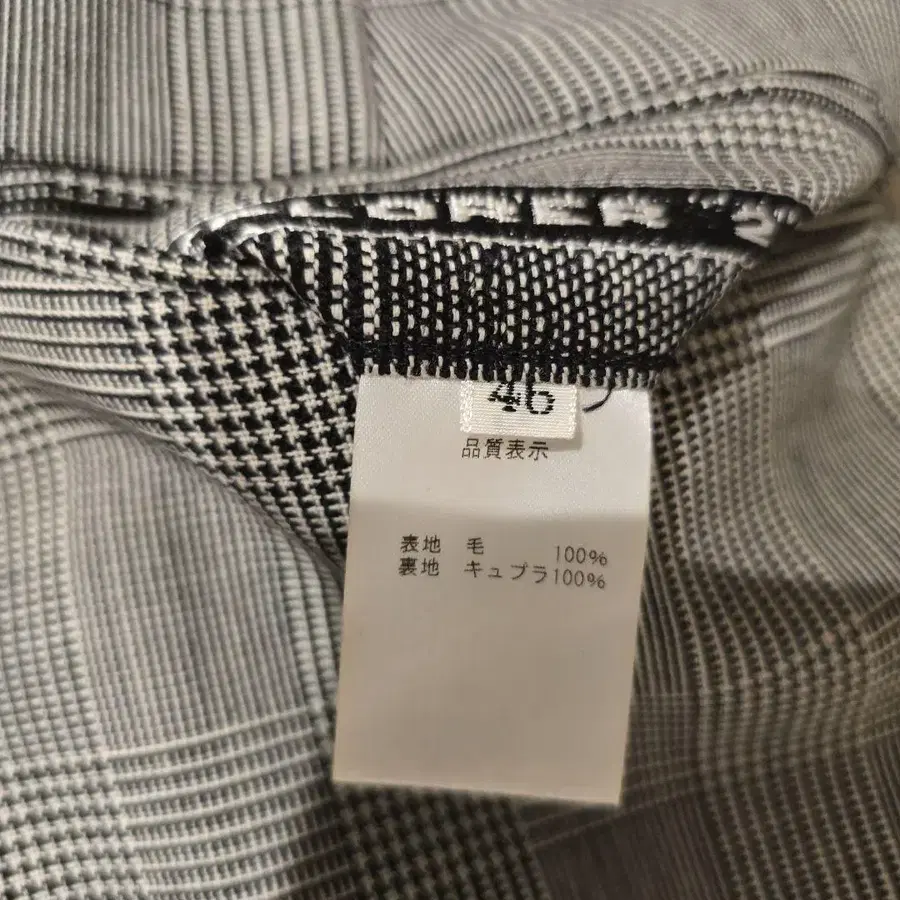 46
品質表示
表地 毛 100%
裏地 キュプラ100%